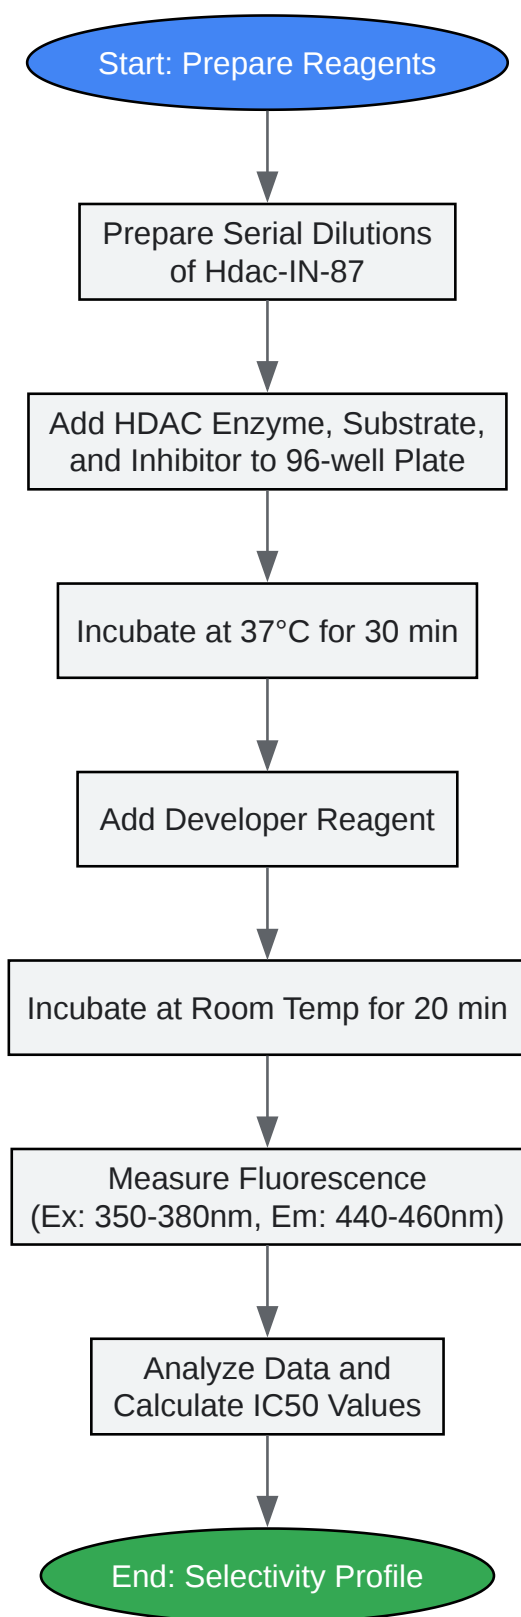 Start: Prepare Reagents
Prepare Serial Dilutions
of Hdac-IN-87
Add HDAC Enzyme, Substrate,
and Inhibitor to 96-well Plate
Incubate at 37°C for 30 min
Add Developer Reagent
Incubate at Room Temp for 20 min
Measure Fluorescence
(Ex: 350-380nm, Em: 440-460nm)
Analyze Data and
Calculate IC50 Values
End: Selectivity Profile